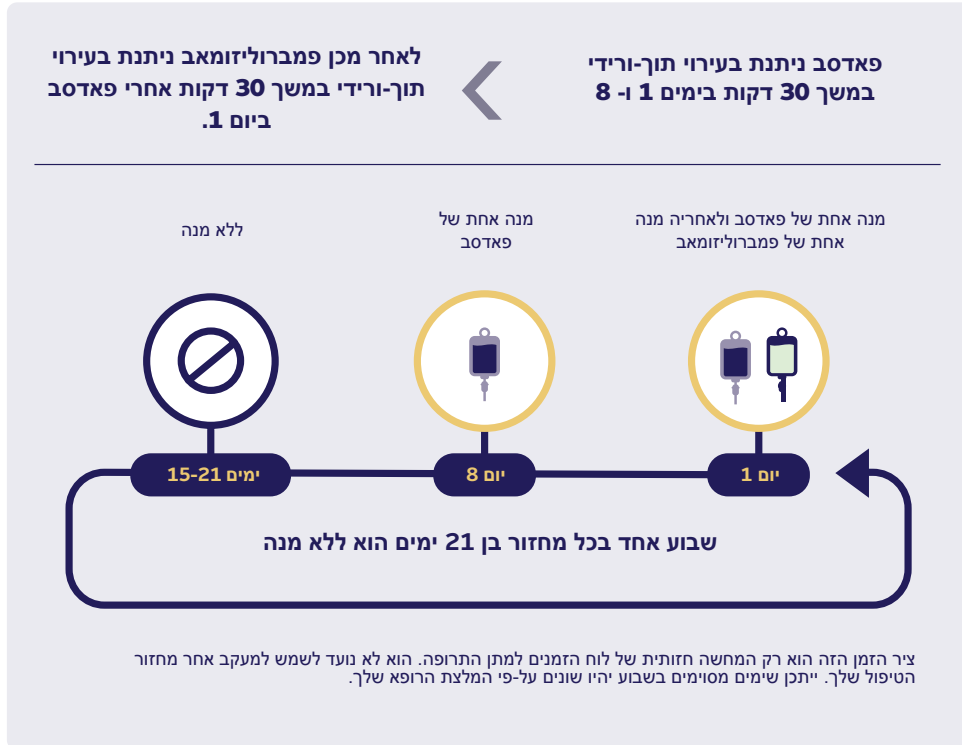 פאדסב ניתנת בעירוי תוך-ורידי
במשך 30 דקות בימים 1 ו- 8
לאחר מכן פמברוליזומאב ניתנת בעירוי
תוך-ורידי במשך 30 דקות אחרי פאדסב
ביום 1.
מנה אחת של פאדסב ולאחריה מנה
אחת של פמברוליזומאב
מנה אחת של
פאדסב
ללא מנה
יום 1
יום 8
ימים 15-21
שבוע אחד בכל מחזור בן 21 ימים הוא ללא מנה
ציר הזמן הזה הוא רק המחשה חזותית של לוח הזמנים למתן התרופה. הוא לא נועד לשמש למעקב אחר מחזור
הטיפול שלך. ייתכן שימים מסוימים בשבוע יהיו שונים על-פי המלצת הרופא שלך.